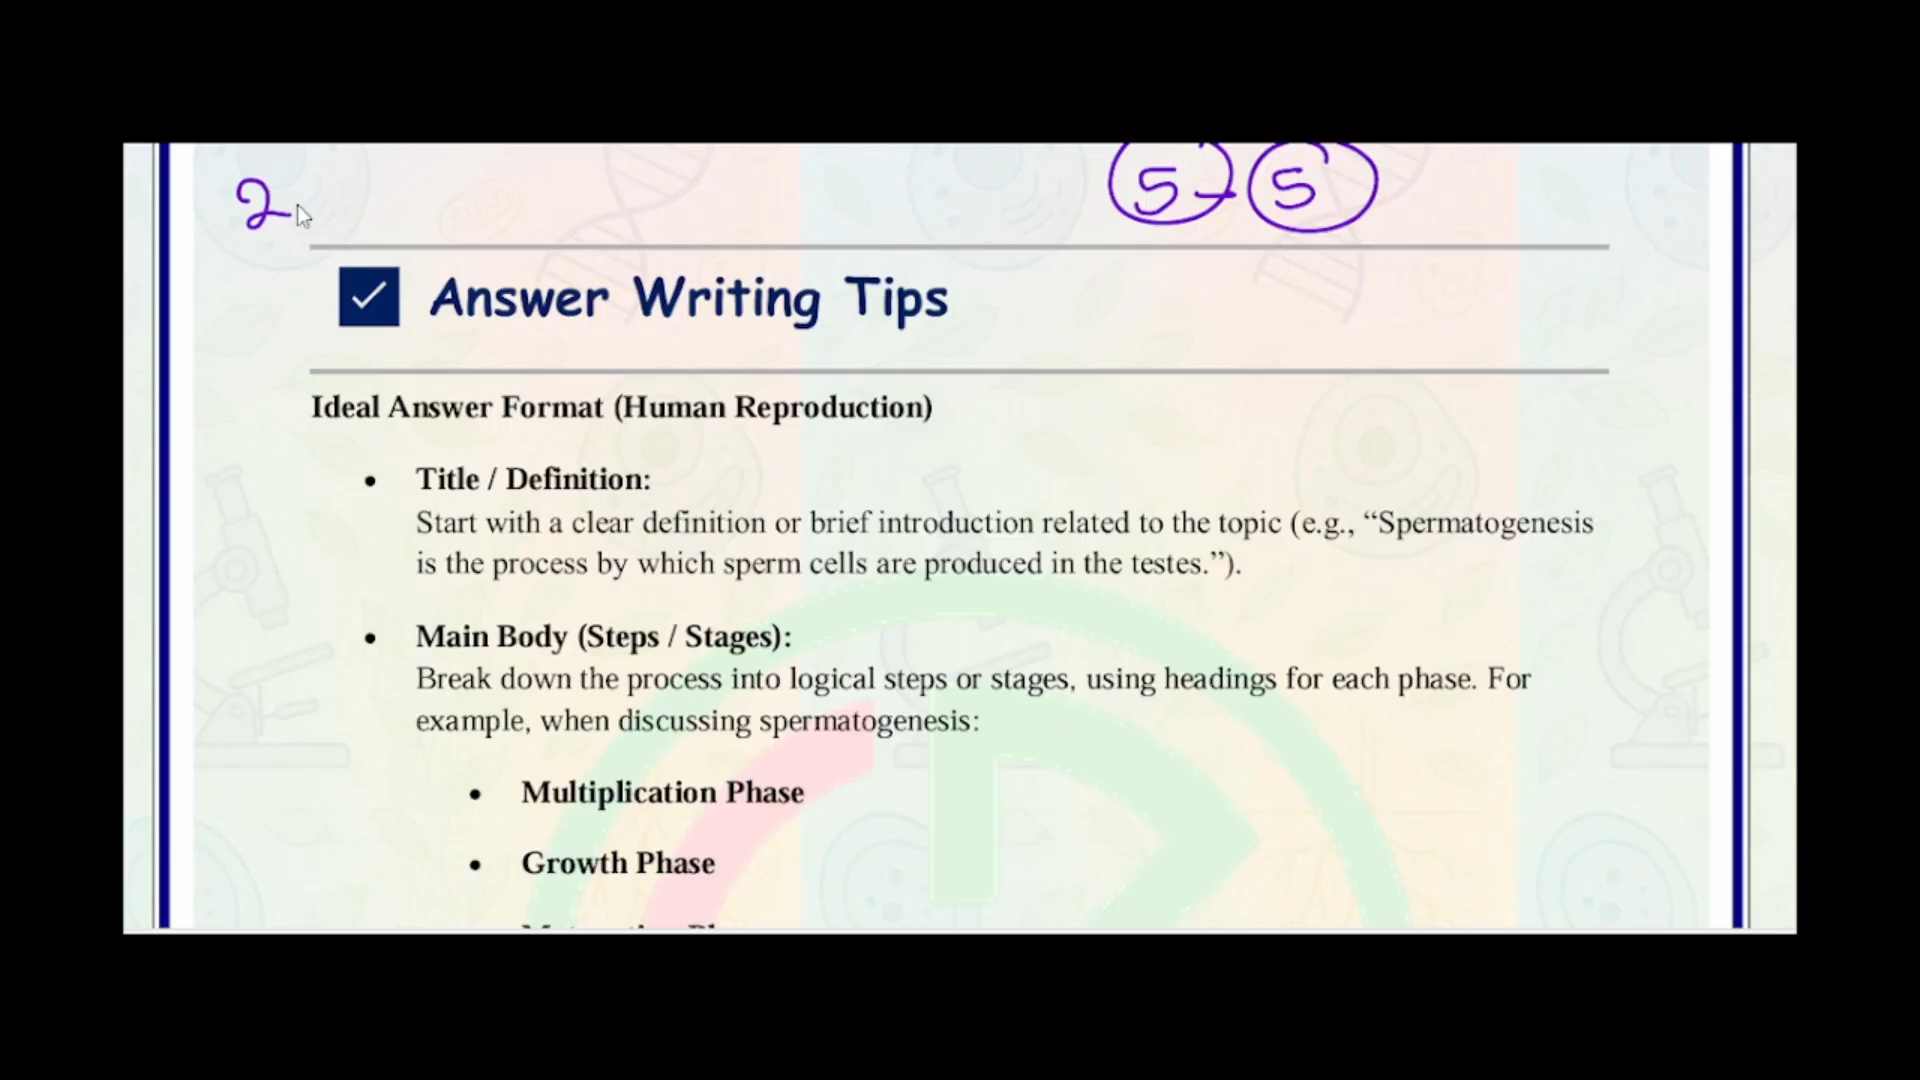 2
5 - 5
Answer Writing Tips
Ideal Answer Format (Human Reproduction)
• Title / Definition:
Start with a clear definition or brief introduction related to the topic (e.g., “Spermatogenesis
is the process by which sperm cells are produced in the testes.”).
• Main Body (Steps / Stages):
Break down the process into logical steps or stages, using headings for each phase. For
example, when discussing spermatogenesis:
• Multiplication Phase
• Growth Phase